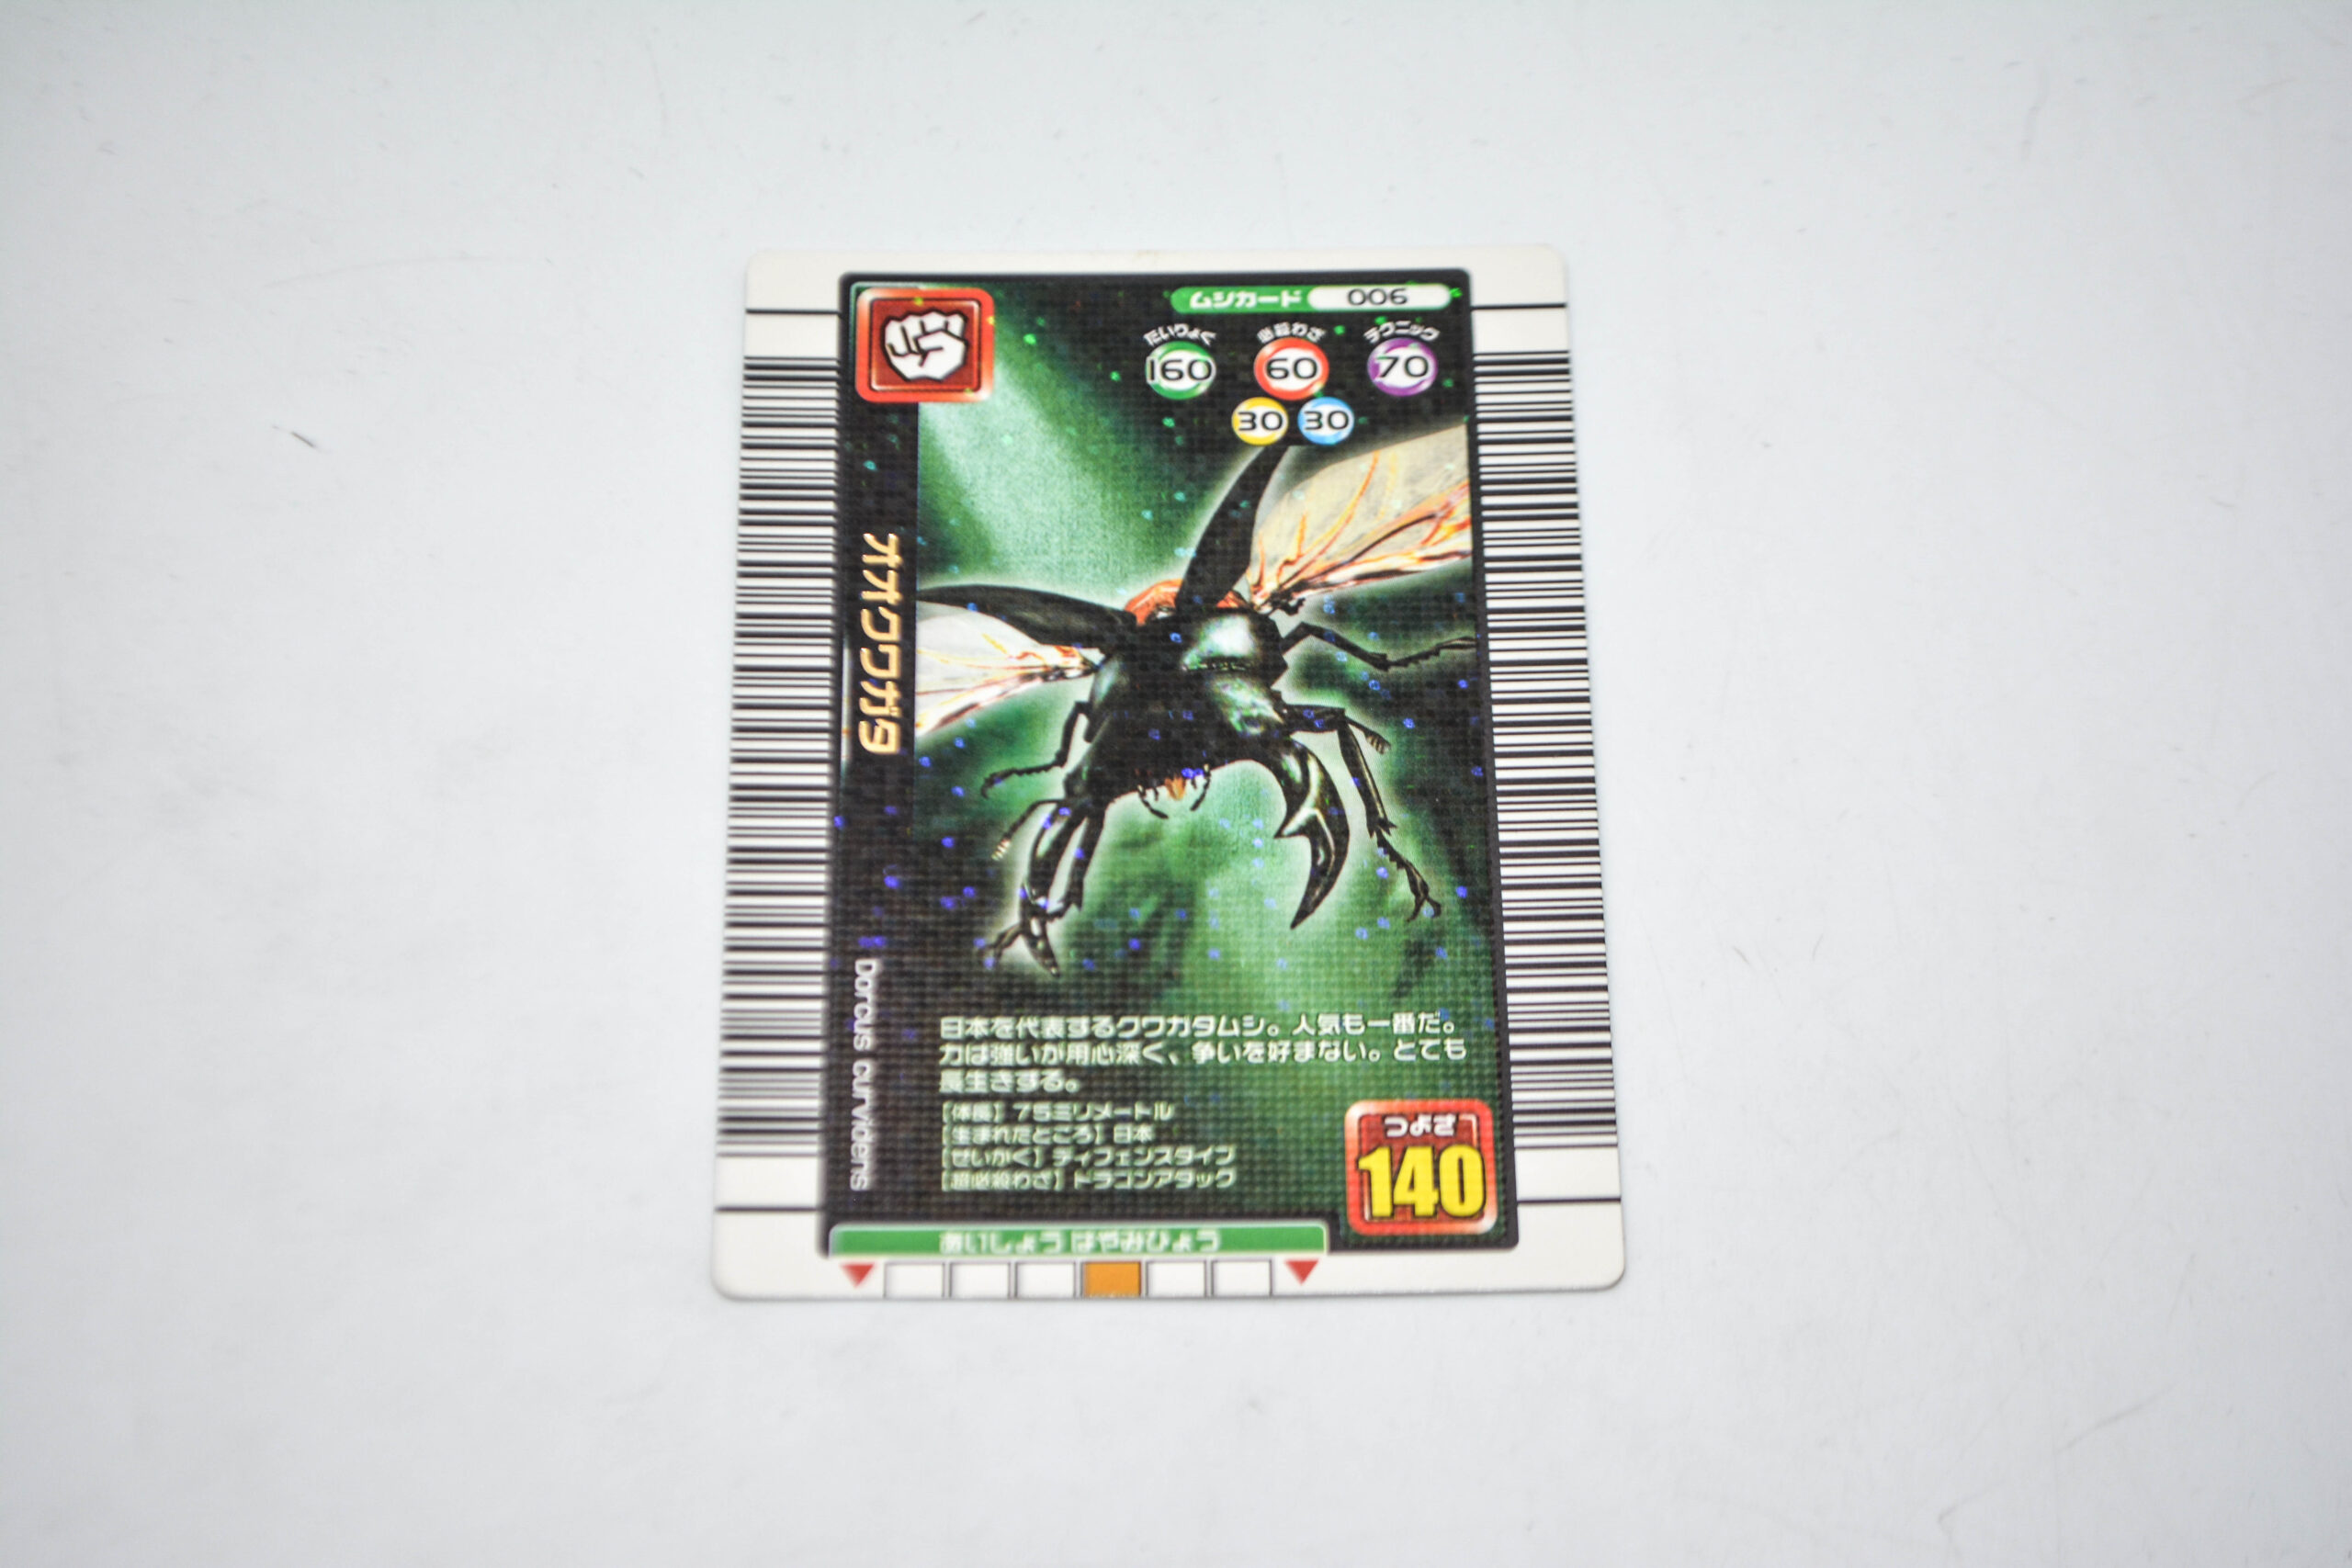 ムシカード 006
たいりょく 必殺わざ テクニック
160 60 70
30 30
オオクワガタ
Dorcus curvidens
日本を代表するクワガタムシ。人気も一番だ。
力は強いが用心深く、争いを好まない。とても
長生きする。
[体長] 75ミリメートル
[生まれたところ] 日本
[せいかく] ディフェンスタイプ
[超必殺わざ] ドラゴンアタック
つよさ
140
あいしょう はやみひょう